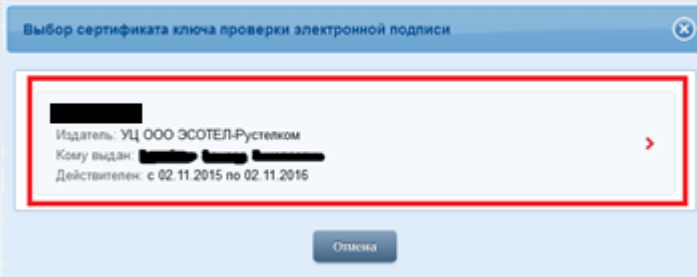 Выбор сертификата ключа проверки электронной подписи
Издатель: УЦ ООО ЭСОТЕЛ-Рустелком
Кому выдан:
Действителен: с 02.11.2015 по 02.11.2016
Отмена